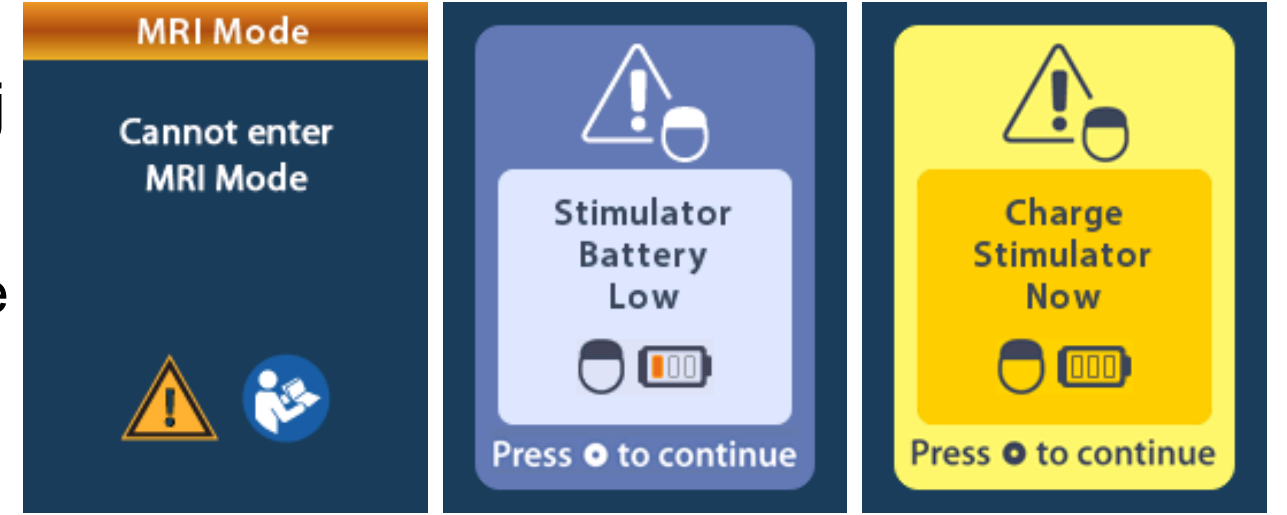 MRI Mode
Cannot enter
MRI Mode
Stimulator
Battery
Low
Press to continue
Charge
Stimulator
Now
Press to continue